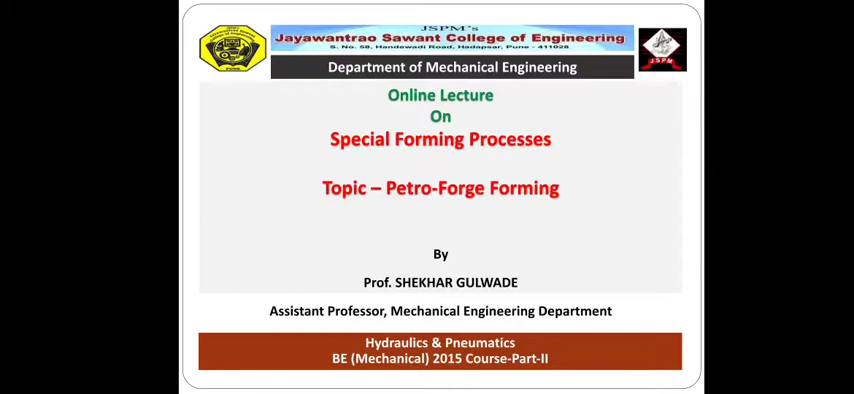 JSPM's
Jayawantrao Sawant College of Engineering
S. No. 58, Handewadi Road, Hadapsar, Pune - 411028
Department of Mechanical Engineering
Online Lecture
On
Special Forming Processes
Topic – Petro-Forge Forming
By
Prof. SHEKHAR GULWADE
Assistant Professor, Mechanical Engineering Department
Hydraulics & Pneumatics
BE (Mechanical) 2015 Course-Part-II
JSPM